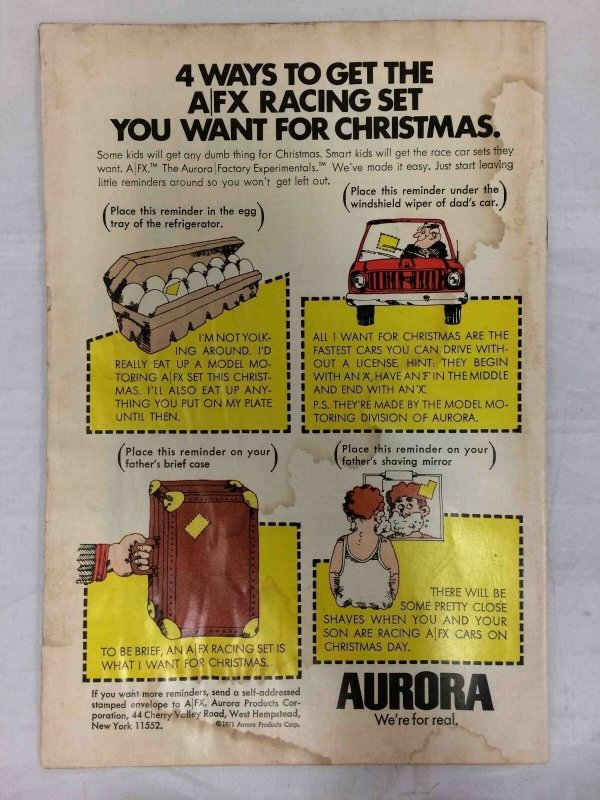 4 WAYS TO GET THE
A|FX RACING SET
YOU WANT FOR CHRISTMAS.
Some kids will get any dumb thing for Christmas. Smart kids will get the race car sets they
want. A|FX.™ The Aurora|Factory Experimentals.™ We've made it easy. Just start leaving
little reminders around so you won't get left out.
(Place this reminder in the egg
tray of the refrigerator.)
(Place this reminder under the
windshield wiper of dad's car.)
I'M NOT YOLK-
ING AROUND. I'D
REALLY EAT UP A MODEL MO-
TORING A|FX SET THIS CHRIST-
MAS. I'LL ALSO EAT UP ANY-
THING YOU PUT ON MY PLATE
UNTIL THEN.
ALL I WANT FOR CHRISTMAS ARE THE
FASTEST CARS YOU CAN DRIVE WITH-
OUT A LICENSE. HINT: THEY BEGIN
WITH AN 'A', HAVE AN 'F' IN THE MIDDLE
AND END WITH AN 'X'.
P.S. THEY'RE MADE BY THE MODEL MO-
TORING DIVISION OF AURORA.
(Place this reminder on your
father's brief case)
(Place this reminder on your
father's shaving mirror)
TO BE BRIEF, AN A|FX RACING SET IS
WHAT I WANT FOR CHRISTMAS.
THERE WILL BE
SOME PRETTY CLOSE
SHAVES WHEN YOU AND YOUR
SON ARE RACING A|FX CARS ON
CHRISTMAS DAY.
If you want more reminders, send a self-addressed
stamped envelope to A|FX, Aurora Products Cor-
poration, 44 Cherry Valley Road, West Hempstead,
New York 11552.
©1971 Aurora Products Corp.
AURORA
We're for real.